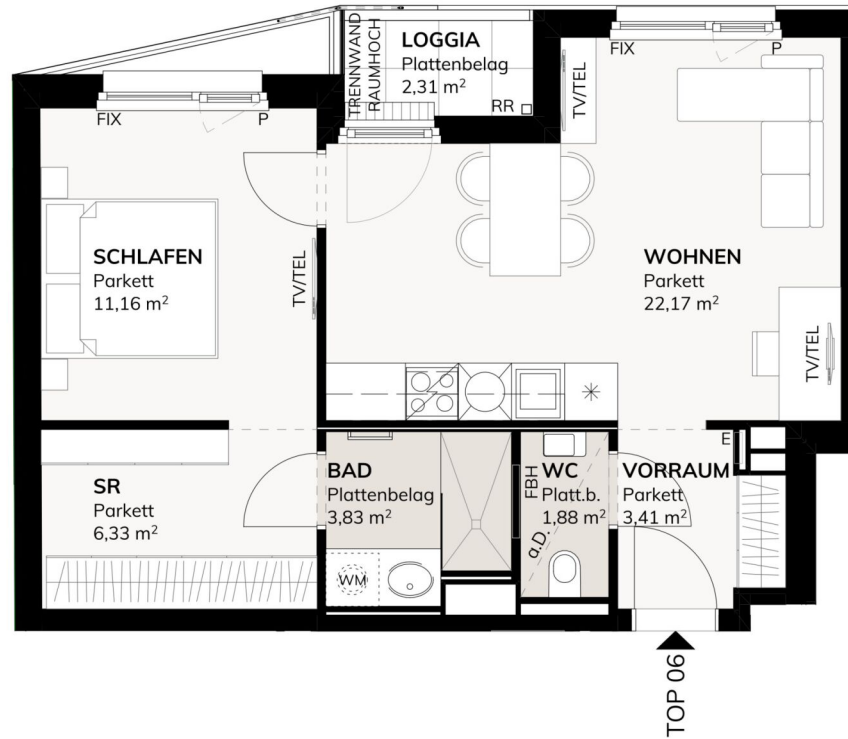 LOGGIA
Plattenbelag
2,31 m²
TRENNWAND
RAUMHOCH
RR
FIX
P
TV/TEL
FIX
P
SCHLAFEN
Parkett
11,16 m²
TV/TEL
WOHNEN
Parkett
22,17 m²
TV/TEL
SR
Parkett
6,33 m²
BAD
Plattenbelag
3,83 m²
WM
FBH
WC
Platt.b.
1,88 m²
a.D.
VORRAUM
Parkett
3,41 m²
E
TOP 06